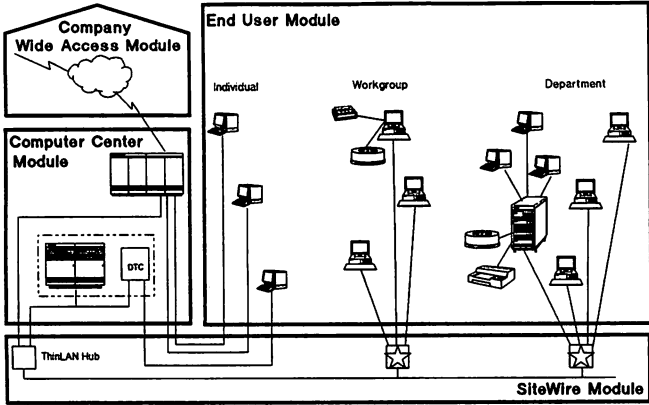 Company
Wide Access Module
End User Module
Individual
Workgroup
Department
Computer Center
Module
DTC
ThinLAN Hub
SiteWire Module